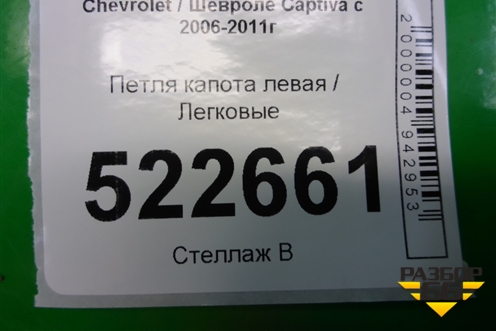 Chevrolet / Шевроле Captiva с
2006-2011г
Петля капота левая /
Легковые
522661
Стеллаж В
2000004942953
РАЗБОР